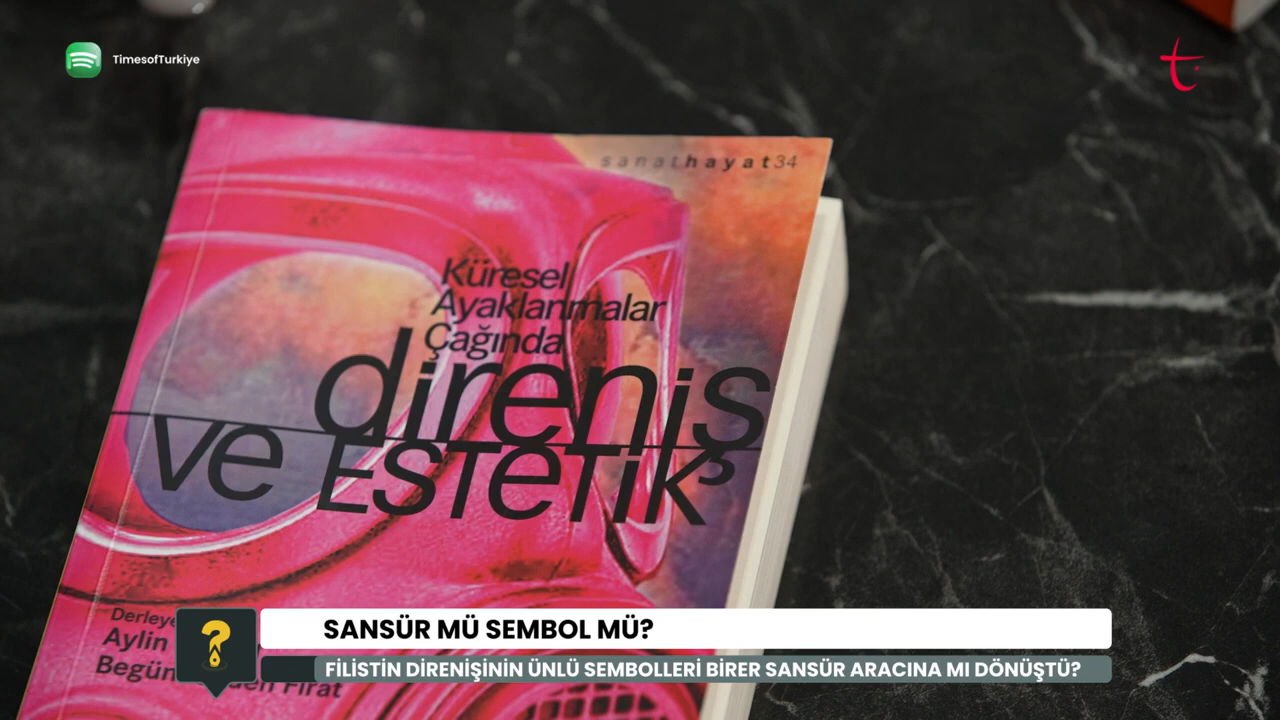 TimesofTurkiye
sanathayat34
Küresel
Ayaklanmalar
Çağında
direniş
ve ESTETİK
Derleye
Aylin
Begüm
Fırat
SANSÜR MÜ SEMBOL MÜ?
FİLİSTİN DİRENİŞİNİN ÜNLÜ SEMBOLLERİ BİRER SANSÜR ARACINA MI DÖNÜŞTÜ?